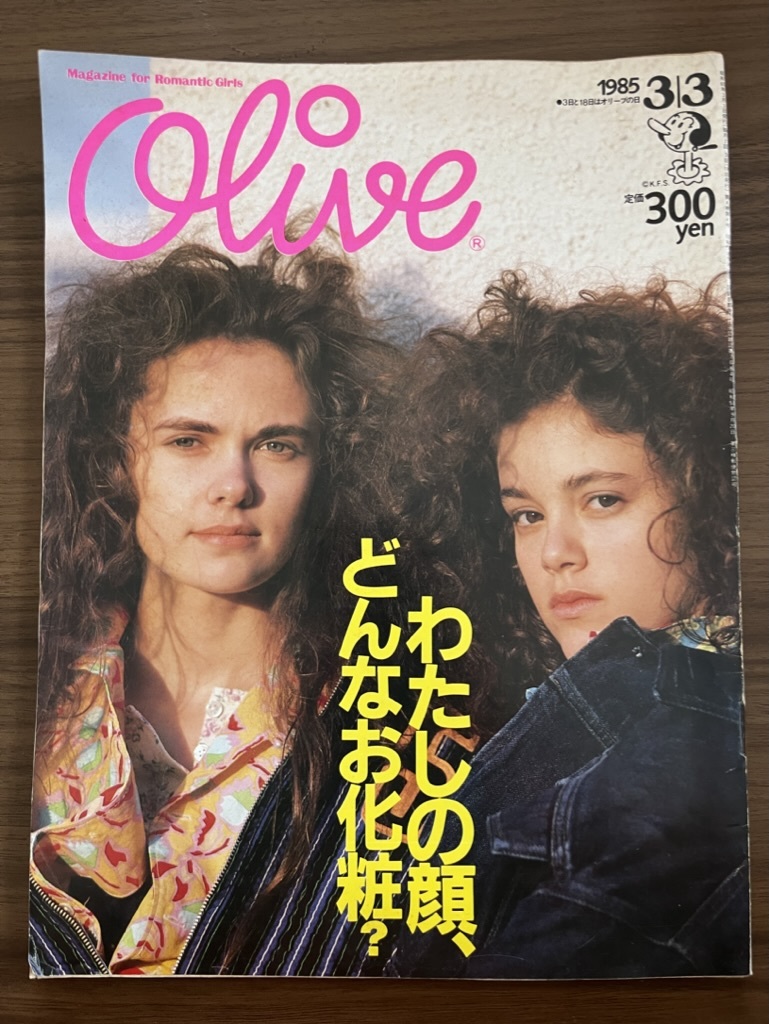 Magazine for Romantic Girls
Olive®
1985 3|3
●3日と18日はオリーブの日
©K.F.S.
定価300
yen
わたしの顔、
どんなお化粧?